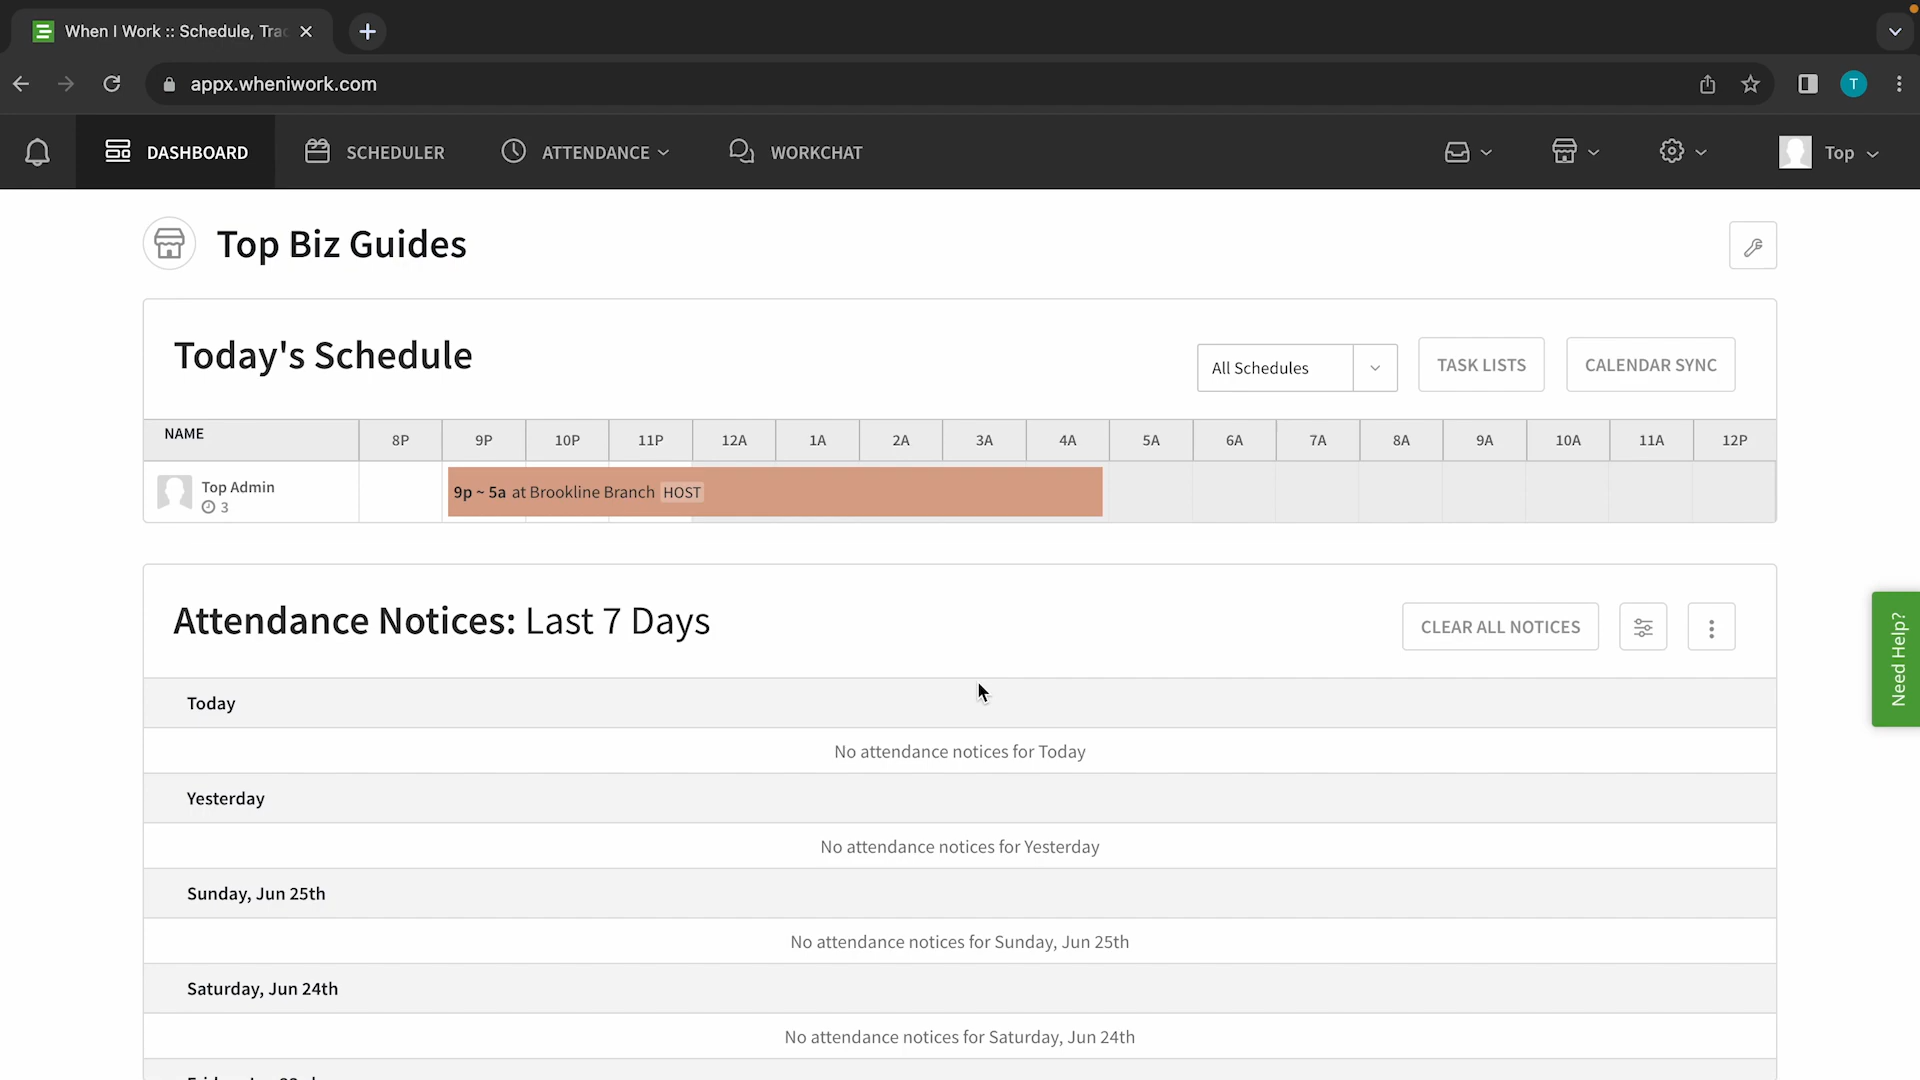 When I Work :: Schedule, Tra
appx.wheniwork.com
T
DASHBOARD
SCHEDULER
ATTENDANCE
WORKCHAT
Top
Top Biz Guides
Today's Schedule
All Schedules
TASK LISTS
CALENDAR SYNC
NAME 8P 9P 10P 11P 12A 1A 2A 3A 4A 5A 6A 7A 8A 9A 10A 11A 12P
Top Admin
3
9p ~ 5a at Brookline Branch HOST
Attendance Notices: Last 7 Days
CLEAR ALL NOTICES
Need Help?
Today
No attendance notices for Today
Yesterday
No attendance notices for Yesterday
Sunday, Jun 25th
No attendance notices for Sunday, Jun 25th
Saturday, Jun 24th
No attendance notices for Saturday, Jun 24th